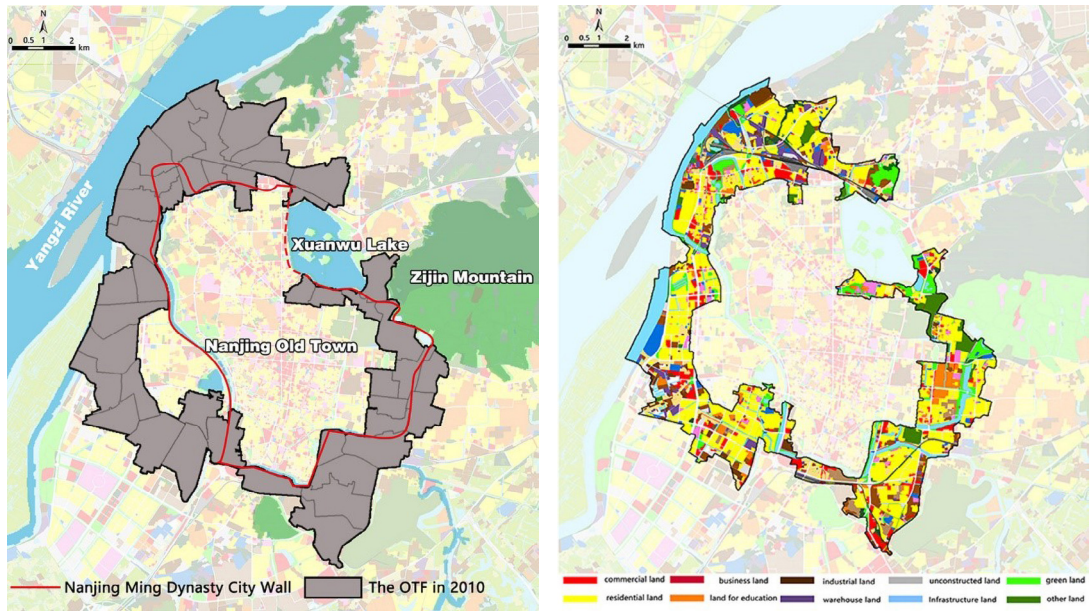 N
0 0.5 1 2
km
Yangzi River
Xuanwu Lake
Zijin Mountain
Nanjing Old Town
Nanjing Ming Dynasty City Wall
The OTF in 2010
N
0 0.5 1 2
km
commercial land business land industrial land unconstructed land green land
residential land land for education warehouse land Infrastructure land other land